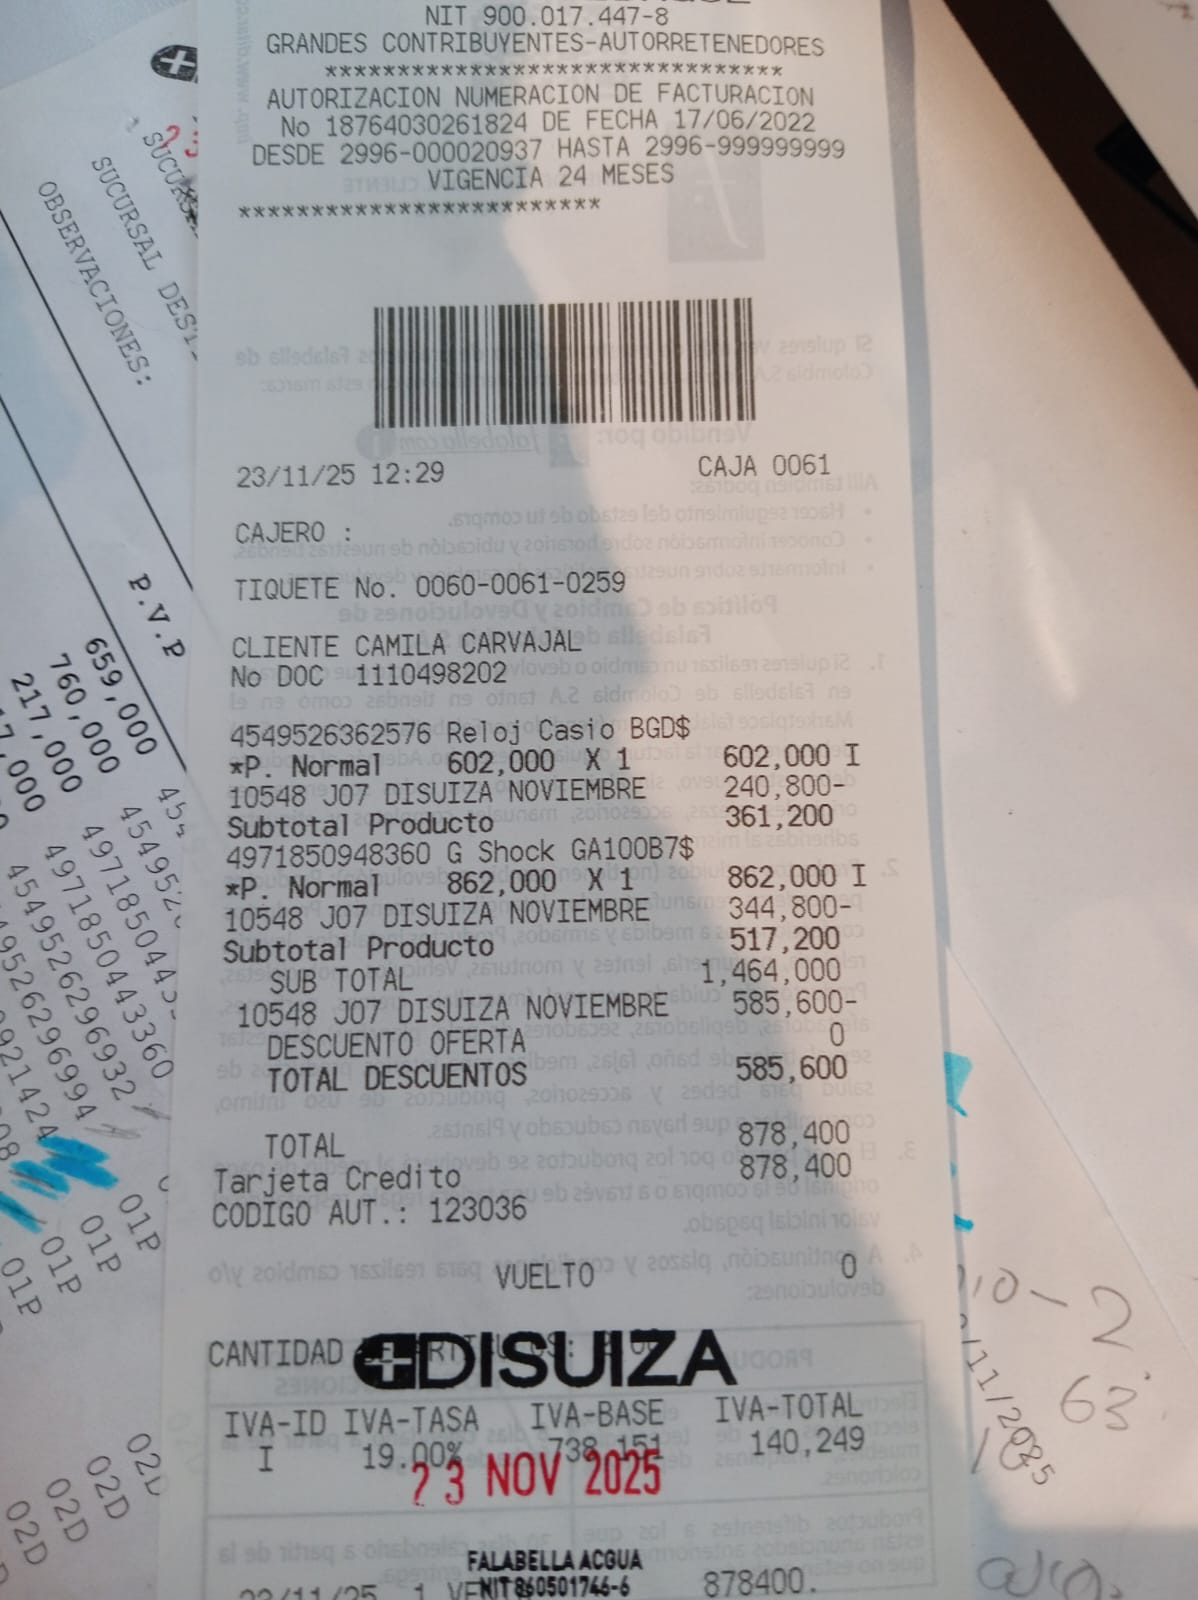 NIT 900.017.447-8
GRANDES CONTRIBUYENTES-AUTORRETENEDORES
********************************
AUTORIZACION NUMERACION DE FACTURACION
No 18764030261824 DE FECHA 17/06/2022
DESDE 2996-000020937 HASTA 2996-999999999
VIGENCIA 24 MESES
*************************
23/11/25 12:29 CAJA 0061
CAJERO :
TIQUETE No. 0060-0061-0259
CLIENTE CAMILA CARVAJAL
No DOC 1110498202
4549526362576 Reloj Casio BGD$
*P. Normal 602,000 X 1 602,000 I
10548 J07 DISUIZA NOVIEMBRE 240,800-
Subtotal Producto 361,200
4971850948360 G Shock GA100B7$
*P. Normal 862,000 X 1 862,000 I
10548 J07 DISUIZA NOVIEMBRE 344,800-
Subtotal Producto 517,200
SUB TOTAL 1,464,000
10548 J07 DISUIZA NOVIEMBRE 585,600-
DESCUENTO OFERTA 0
TOTAL DESCUENTOS 585,600
TOTAL 878,400
Tarjeta Credito 878,400
CODIGO AUT.: 123036
VUELTO 0
CANTIDAD
DISUIZA
IVA-ID IVA-TASA IVA-BASE IVA-TOTAL
I 19.00% 738,151 140,249
23 NOV 2025
FALABELLA ACQUA
NIT 860501746-6
23/11/25 1 878400.
SUCURSAL
OBSERVACIONES:
P.V.P
659,000
760,000
217,000
4971850443360
4549526296932
4549526296994
01P
01P
01P
01P
02D
02D
02D
02D
63